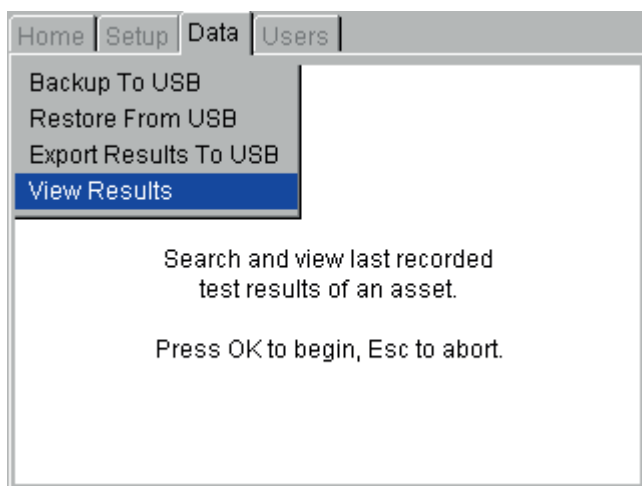 Home Setup Data Users
Backup To USB
Restore From USB
Export Results To USB
View Results
Search and view last recorded
test results of an asset.
Press OK to begin, Esc to abort.